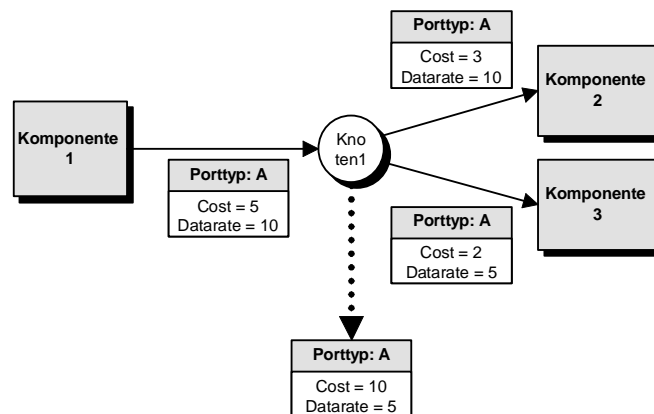 Porttyp: A
Cost = 3
Datarate = 10
Komponente
2
Komponente
1
Kno
ten1
Porttyp: A
Cost = 5
Datarate = 10
Komponente
3
Porttyp: A
Cost = 2
Datarate = 5
Porttyp: A
Cost = 10
Datarate = 5